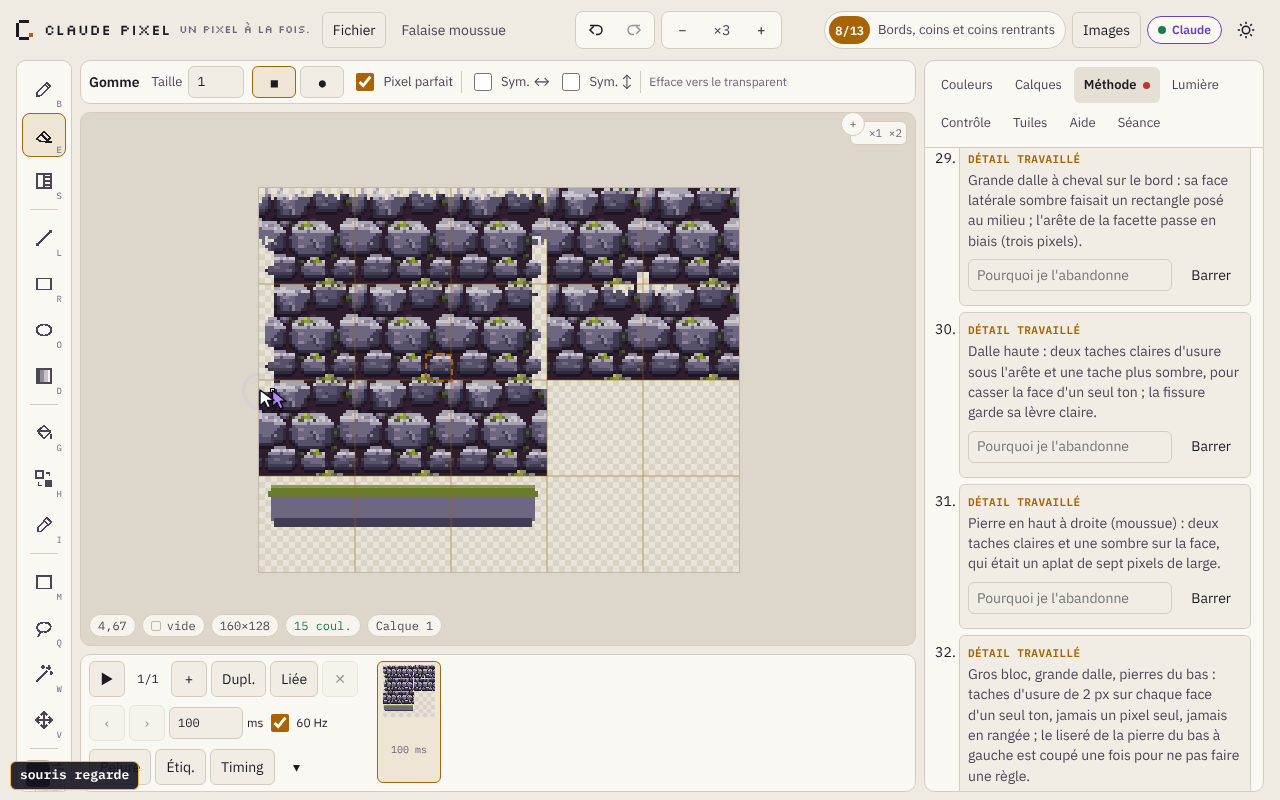 CLAUDE PIXEL UN PIXEL À LA FOIS. Fichier Falaise moussue − ×3 + 8/13 Bords, coins et coins rentrants Images Claude
Gomme Taille 1 ■ ● Pixel parfait Sym. ↔ Sym. ↕ Efface vers le transparent
Couleurs Calques Méthode Lumière
Contrôle Tuiles Aide Séance
B
E
S
L
R
O
D
G
H
I
M
Q
W
V
+ ×1 ×2
29. DÉTAIL TRAVAILLÉ
Grande dalle à cheval sur le bord : sa face
latérale sombre faisait un rectangle posé
au milieu ; l'arête de la facette passe en
biais (trois pixels).
Pourquoi je l'abandonne Barrer
30. DÉTAIL TRAVAILLÉ
Dalle haute : deux taches claires d'usure
sous l'arête et une tache plus sombre, pour
casser la face d'un seul ton ; la fissure
garde sa lèvre claire.
Pourquoi je l'abandonne Barrer
31. DÉTAIL TRAVAILLÉ
Pierre en haut à droite (moussue) : deux
taches claires et une sombre sur la face,
qui était un aplat de sept pixels de large.
Pourquoi je l'abandonne Barrer
32. DÉTAIL TRAVAILLÉ
Gros bloc, grande dalle, pierres du bas :
taches d'usure de 2 px sur chaque face
d'un seul ton, jamais un pixel seul, jamais
en rangée ; le liseré de la pierre du bas à
gauche est coupé une fois pour ne pas faire
une règle.
4,67 vide 160×128 15 coul. Calque 1
▶ 1/1 + Dupl. Liée ✕
‹ › 100 ms 60 Hz
100 ms
Étiq. Timing ▼
souris regarde